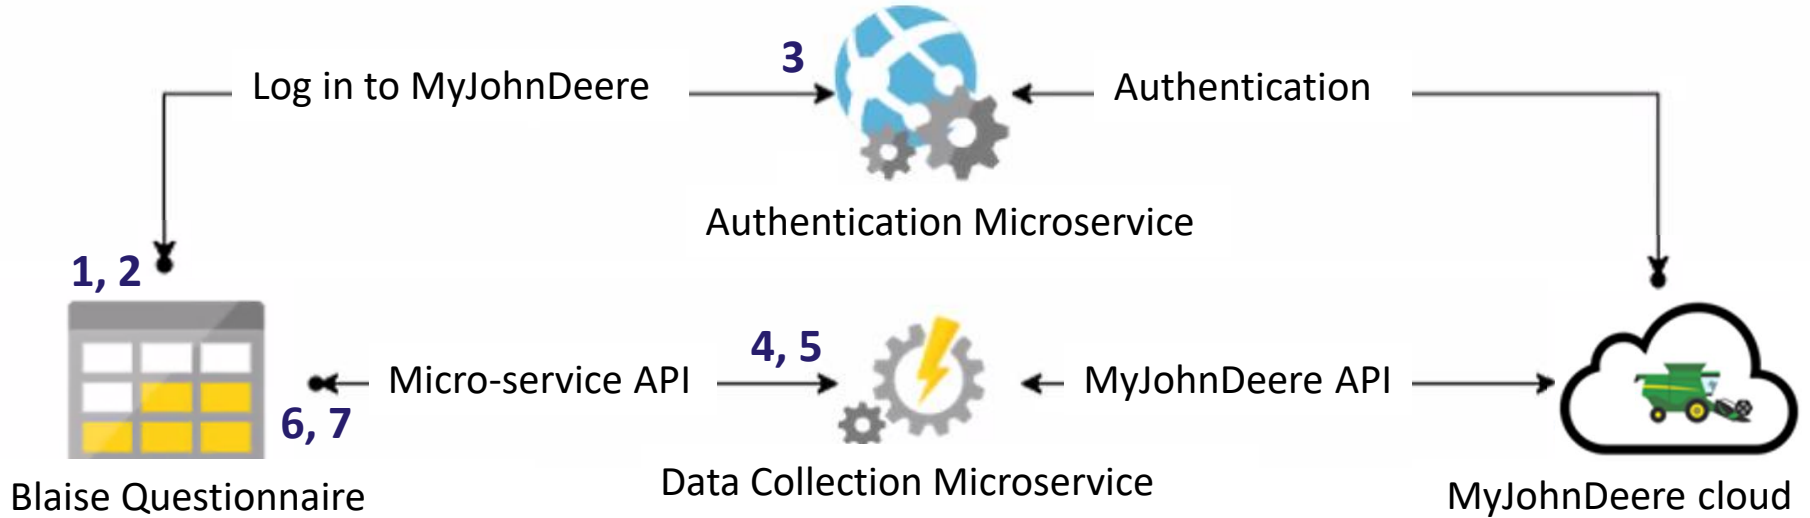 3
Log in to MyJohnDeere
Authentication
Authentication Microservice
1, 2
4, 5
Micro-service API
MyJohnDeere API
6, 7
Blaise Questionnaire
Data Collection Microservice
MyJohnDeere cloud